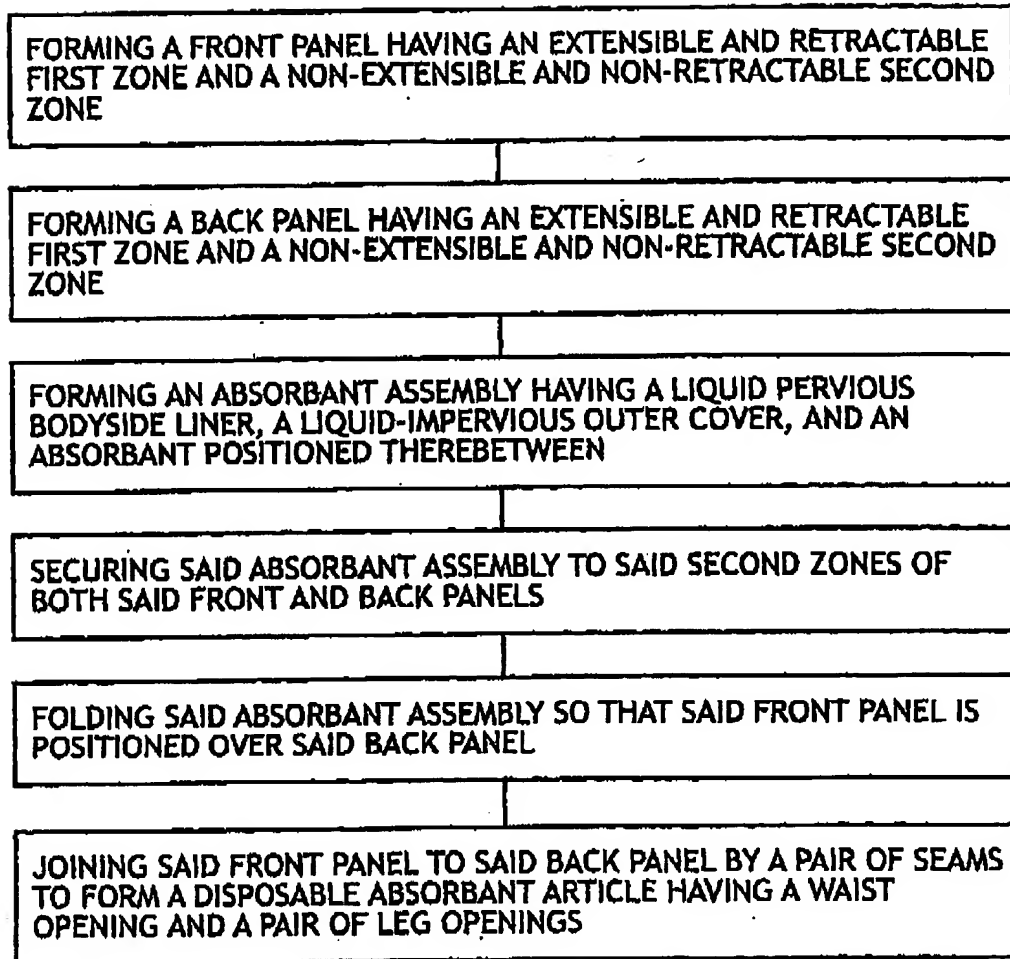 FORMING A FRONT PANEL HAVING AN EXTENSIBLE AND RETRACTABLE
FIRST ZONE AND A NON-EXTENSIBLE AND NON-RETRACTABLE SECOND
ZONE
FORMING A BACK PANEL HAVING AN EXTENSIBLE AND RETRACTABLE
FIRST ZONE AND A NON-EXTENSIBLE AND NON-RETRACTABLE SECOND
ZONE
FORMING AN ABSORBANT ASSEMBLY HAVING A LIQUID PERVIOUS
BODYSIDE LINER, A LIQUID-IMPERVIOUS OUTER COVER, AND AN
ABSORBANT POSITIONED THEREBETWEEN
SECURING SAID ABSORBANT ASSEMBLY TO SAID SECOND ZONES OF
BOTH SAID FRONT AND BACK PANELS
FOLDING SAID ABSORBANT ASSEMBLY SO THAT SAID FRONT PANEL IS
POSITIONED OVER SAID BACK PANEL
JOINING SAID FRONT PANEL TO SAID BACK PANEL BY A PAIR OF SEAMS
TO FORM A DISPOSABLE ABSORBANT ARTICLE HAVING A WAIST
OPENING AND A PAIR OF LEG OPENINGS